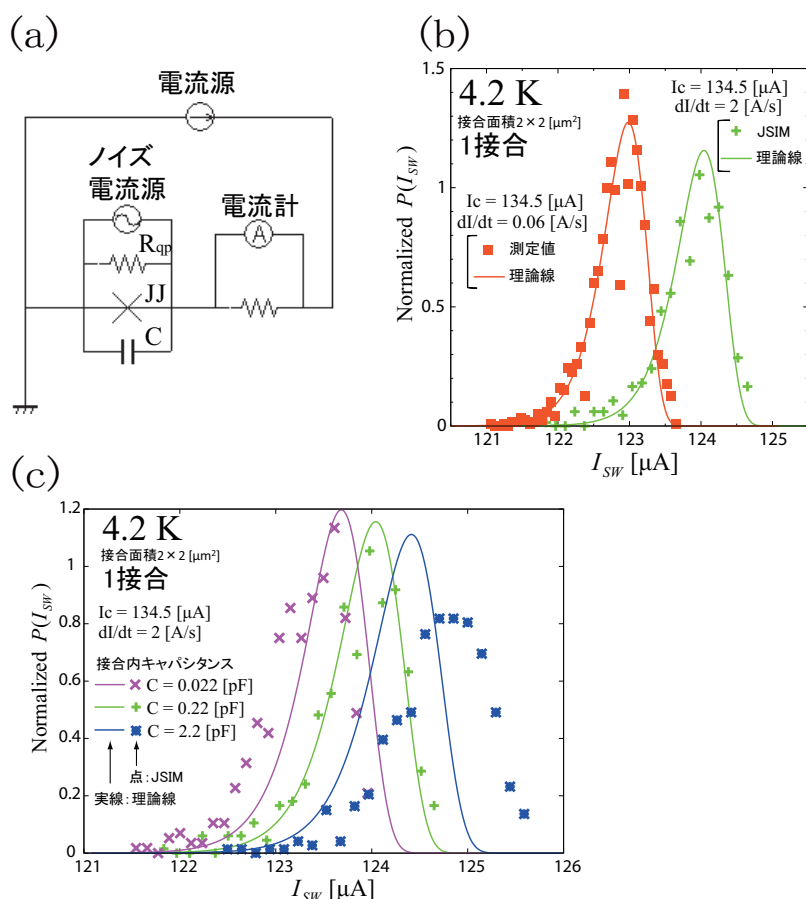 (a)
電流源
ノイズ
電流源
Rqp
JJ
C
電流計
A
(b)
Normalized P(ISW)
1.5
1
0.5
0
4.2 K
接合面積2×2 [μm²]
1接合
Ic = 134.5 [μA]
dI/dt = 2 [A/s]
JSIM
理論線
Ic = 134.5 [μA]
dI/dt = 0.06 [A/s]
測定値
理論線
121 122 123 124 125
ISW [μA]
(c)
Normalized P(ISW)
1.2
1
0.8
0.6
0.4
0.2
0
4.2 K
接合面積2×2 [μm²]
1接合
Ic = 134.5 [μA]
dI/dt = 2 [A/s]
接合内キャパシタンス
C = 0.022 [pF]
C = 0.22 [pF]
C = 2.2 [pF]
点:JSIM
実線:理論線
121 122 123 124 125 126
ISW [μA]